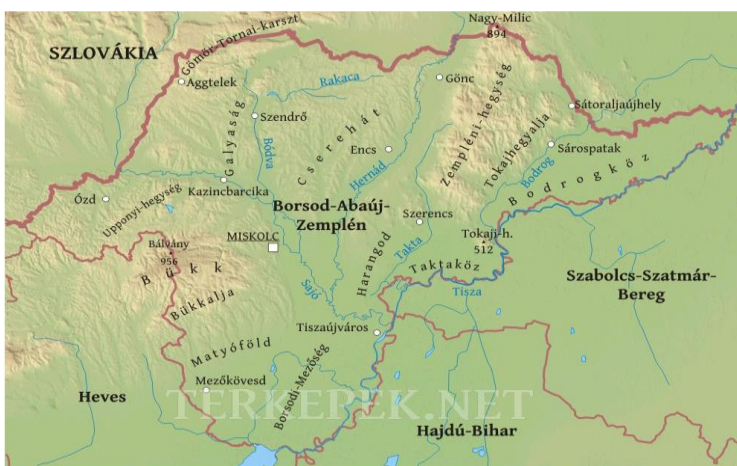 Nagy-Milic
894
SZLOVÁKIA
Gömör-Tornai-karszt
Aggtelek
Rakaca
Gönc
Zempléni-hegység
Sátoraljaújhely
Szendrő
Galyaság
Bódva
Cserehát
Encs
Hernád
Tokajhegyalja
Sárospatak
Bodrog
Bodrogköz
Kazincbarcika
Ózd
Upponyi-hegység
Borsod-Abaúj-
Zemplén
Szerencs
MISKOLC
Bálvány
956
Bükk
Takta
Tokaji-h.
512
Harangod
Taktaköz
Szabolcs-Szatmár-
Bereg
Sajó
Tisza
Bükkalja
Tiszaújváros
Matyóföld
Borsodi-Mezőség
Mezőkövesd
Heves
TERKEPEK.NET
Hajdú-Bihar